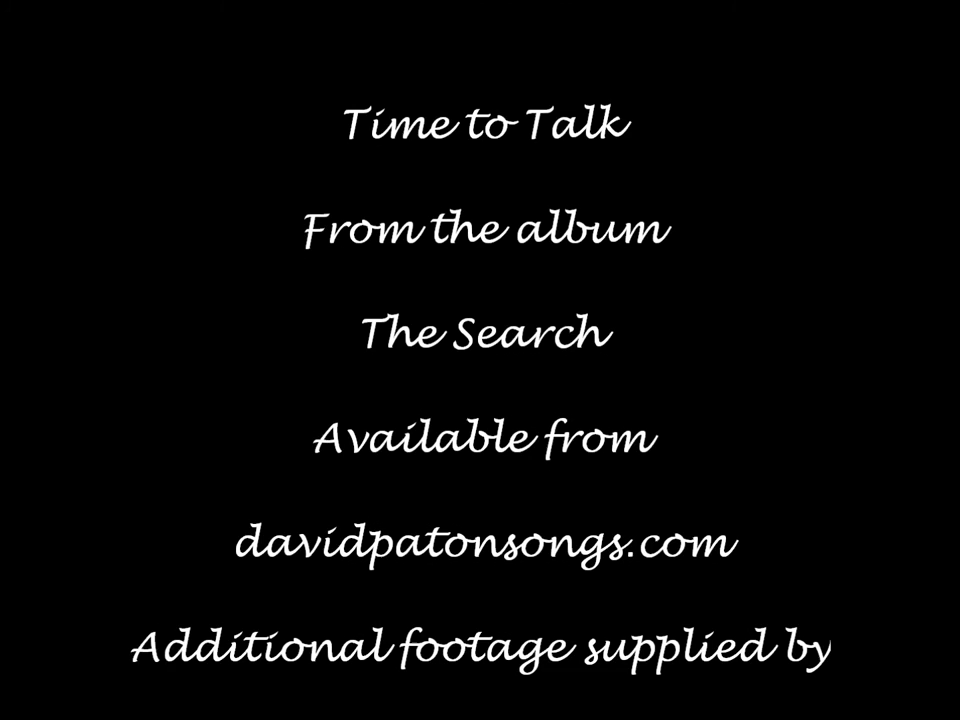 Time to Talk
From the album
The Search
Available from
davidpatonsongs.com
Additional footage supplied by